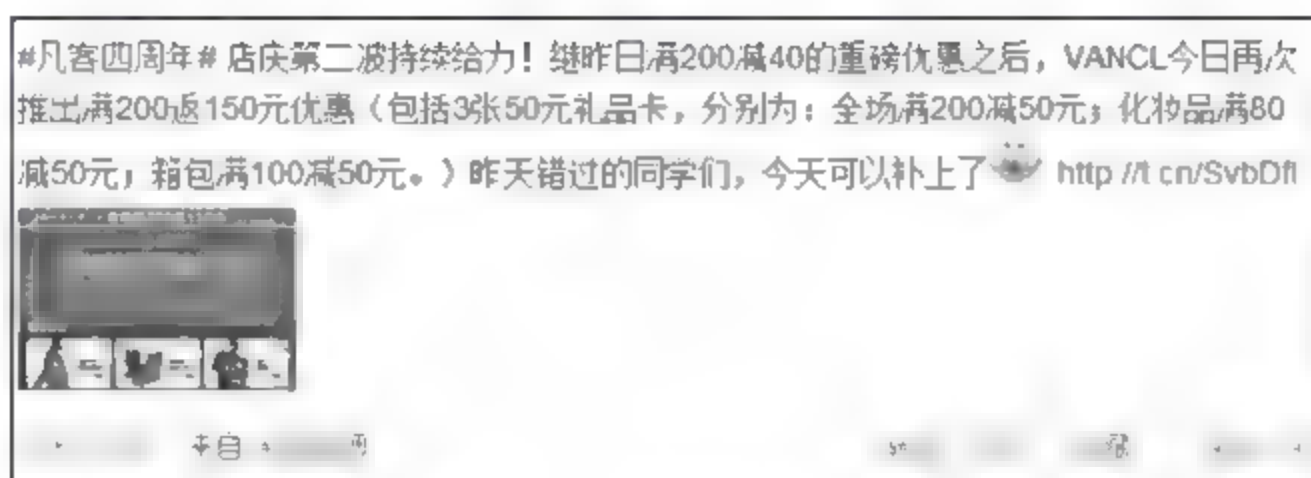 #凡客四周年# 店庆第二波持续给力！继昨日满200减40的重磅优惠之后，VANCL今日再次
推出满200返150元优惠（包括3张50元礼品卡，分别为：全场满200减50元；化妆品满80
减50元；箱包满100减50元。）昨天错过的同学们，今天可以补上了 http //t cn/SvbDfl
来自